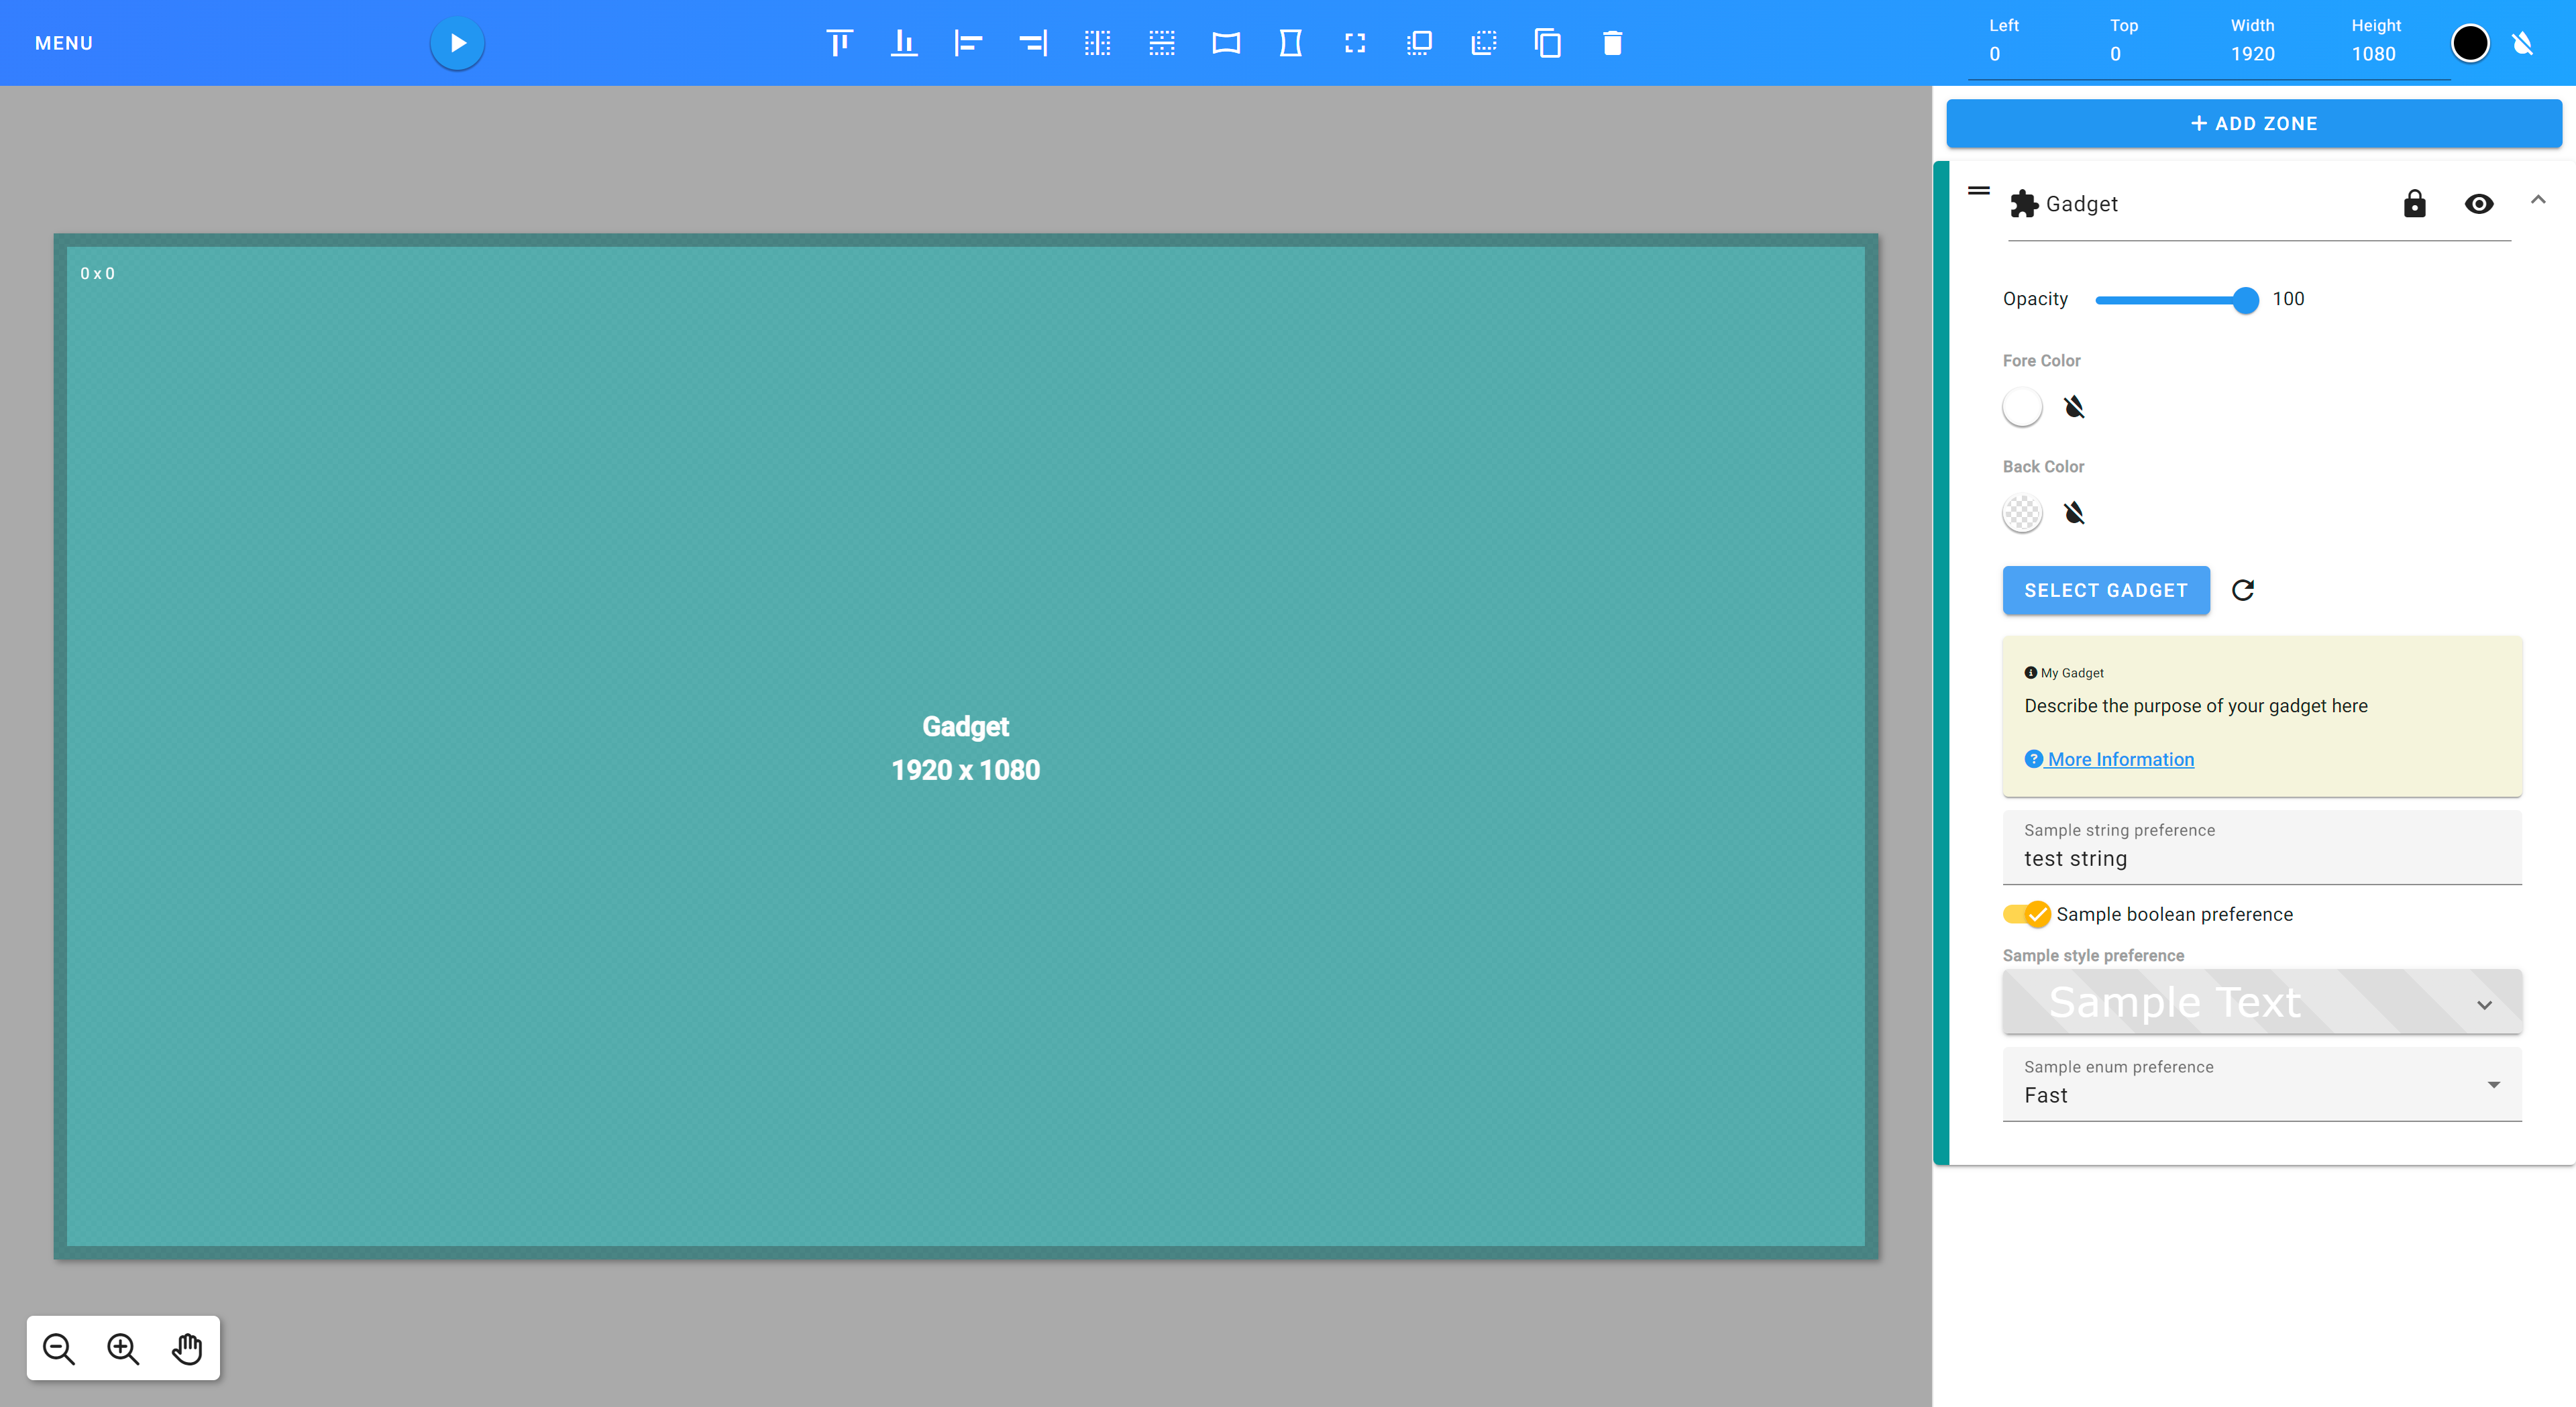 MENU
Left
Top
Width
Height
0
0
1920
1080
ADD ZONE
Gadget
0 x 0
Opacity
100
Fore Color
Back Color
SELECT GADGET
My Gadget
Describe the purpose of your gadget here
Gadget
1920 x 1080
More Information
Sample string preference
test string
Sample boolean preference
Sample style preference
Sample Text
Sample enum preference
Fast